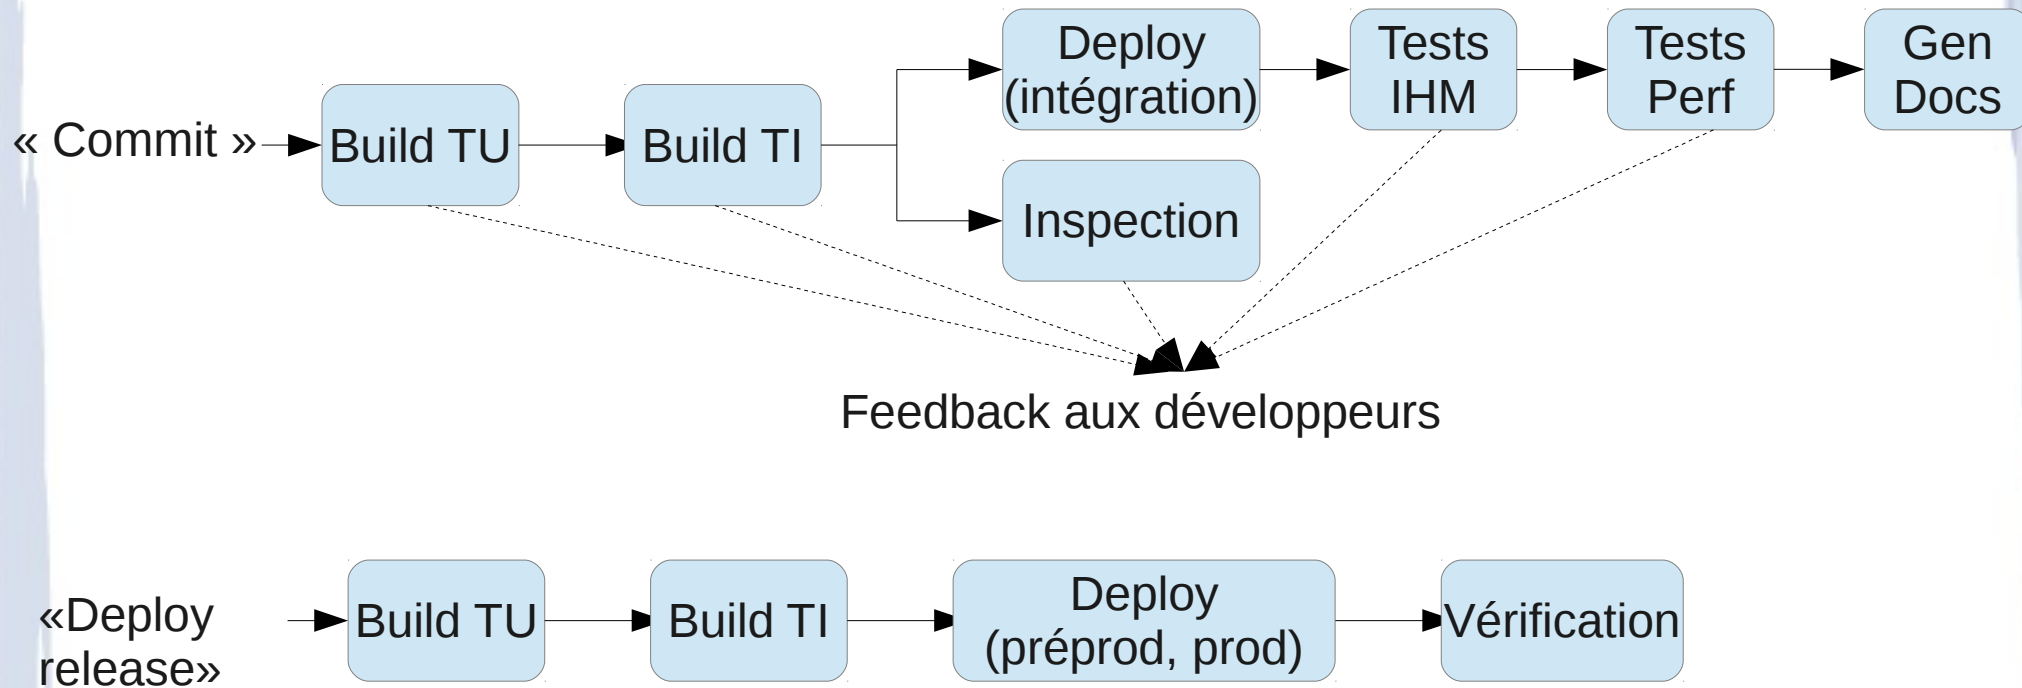 « Commit »
Build TU
Build TI
Deploy
(intégration)
Tests
IHM
Tests
Perf
Gen
Docs
Inspection
Feedback aux développeurs
«Deploy
release»
Build TU
Build TI
Deploy
(préprod, prod)
Vérification